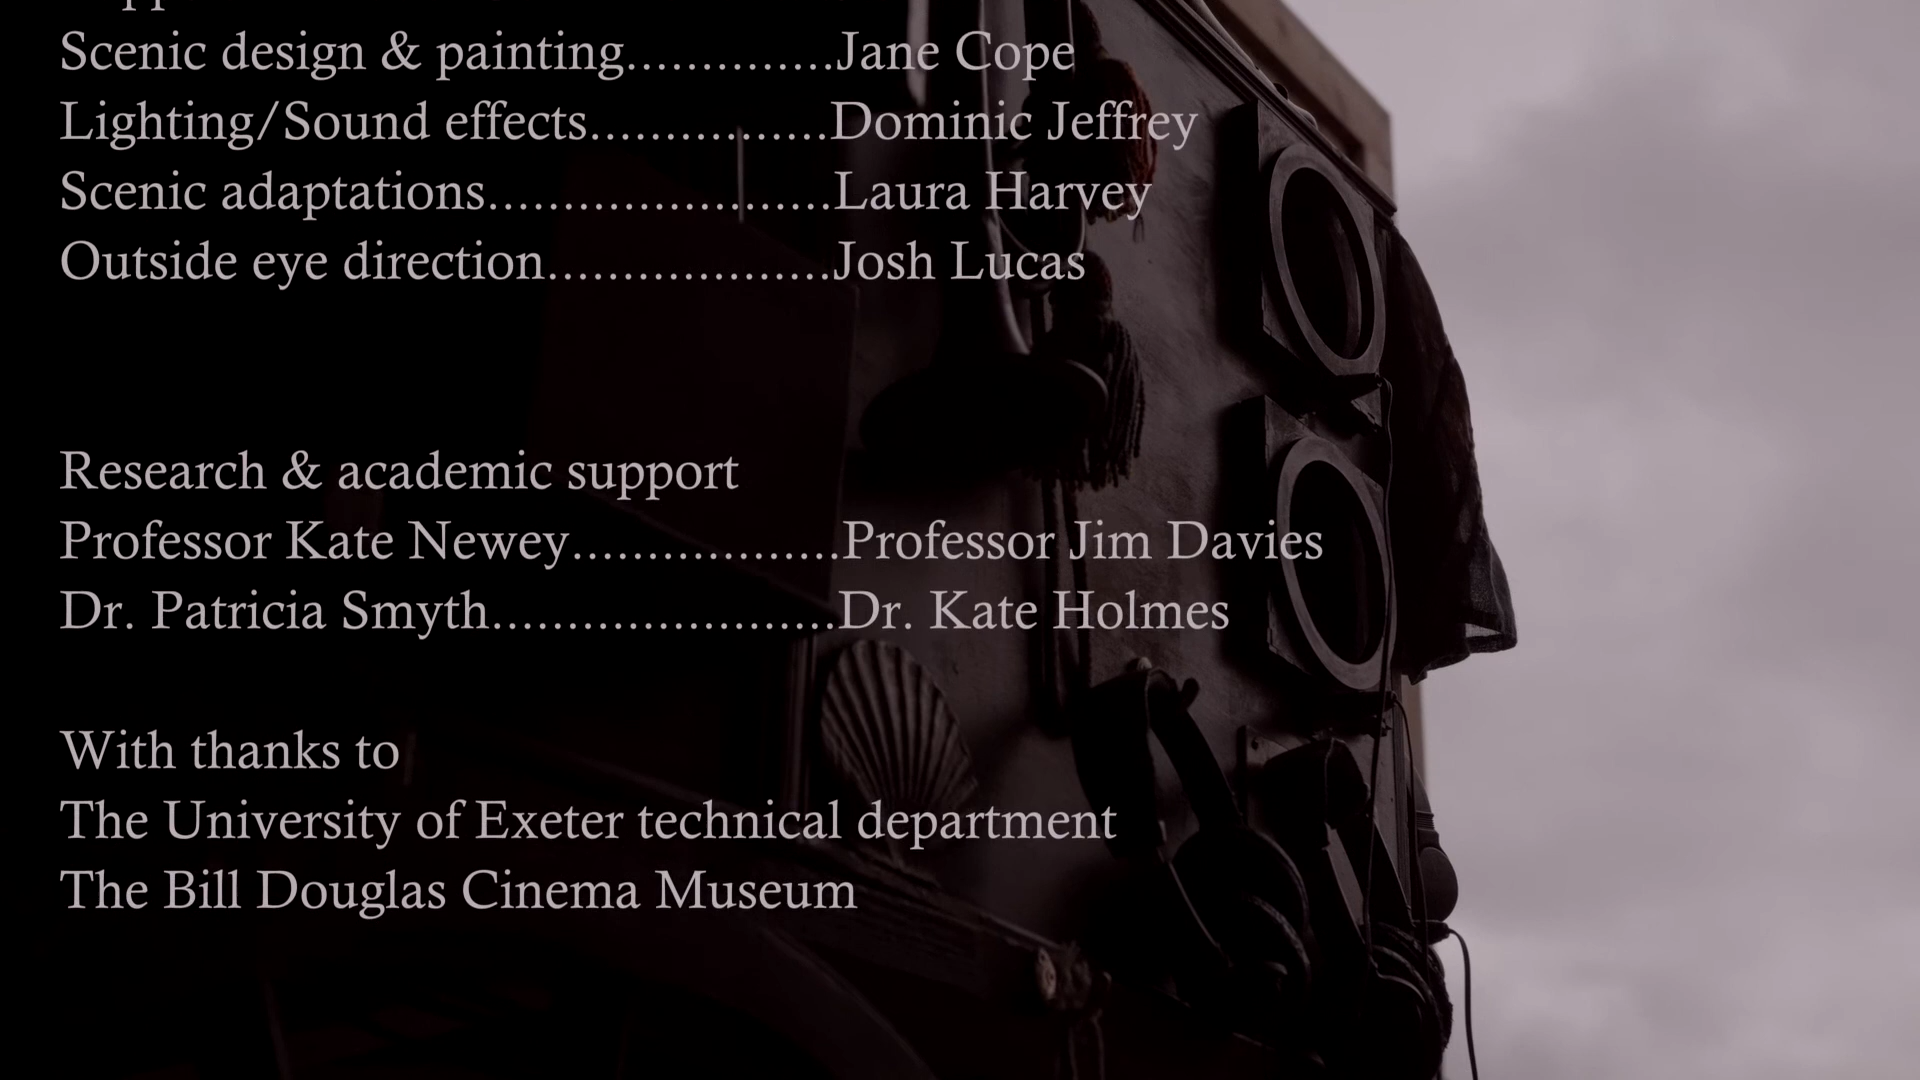 Scenic design & painting..............Jane Cope
Lighting/Sound effects................Dominic Jeffrey
Scenic adaptations.......................Laura Harvey
Outside eye direction...................Josh Lucas
Research & academic support
Professor Kate Newey..................Professor Jim Davies
Dr. Patricia Smyth.......................Dr. Kate Holmes
With thanks to
The University of Exeter technical department
The Bill Douglas Cinema Museum